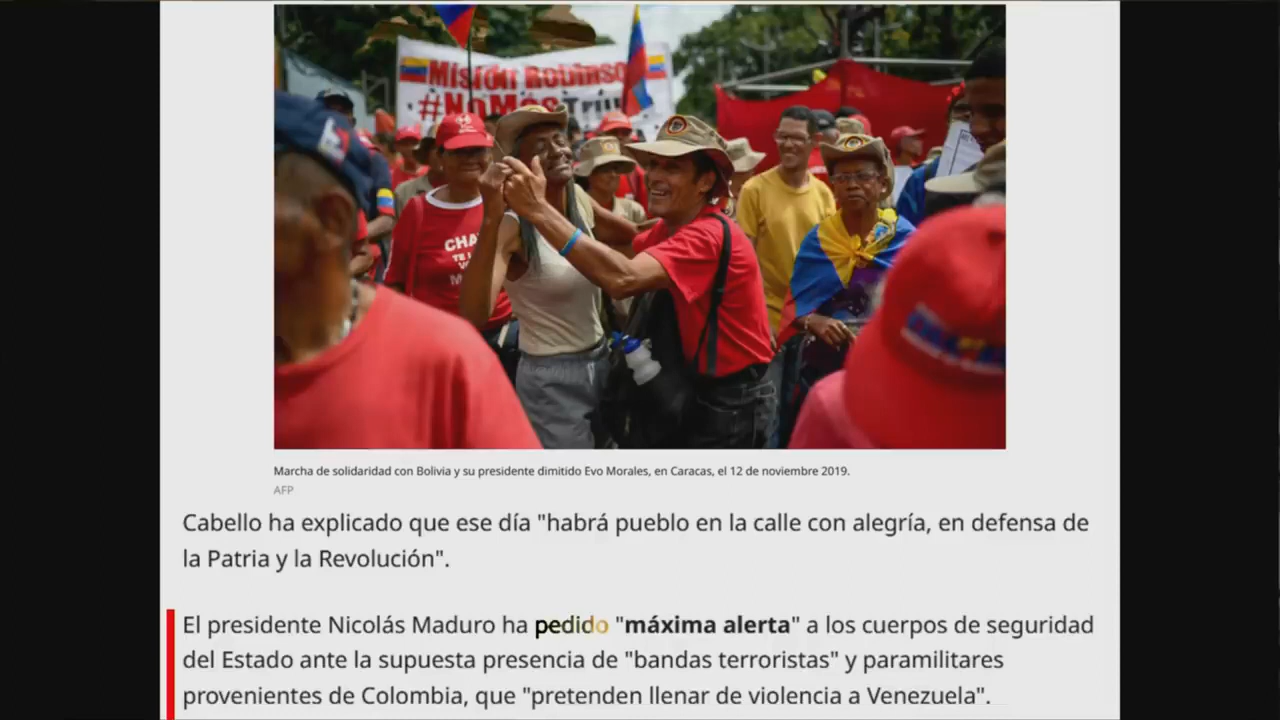 Misión Robinson
#NoMás
CHA
TE
Marcha de solidaridad con Bolivia y su presidente dimitido Evo Morales, en Caracas, el 12 de noviembre 2019.
AFP
Cabello ha explicado que ese día "habrá pueblo en la calle con alegría, en defensa de
la Patria y la Revolución".
El presidente Nicolás Maduro ha pedido "máxima alerta" a los cuerpos de seguridad
del Estado ante la supuesta presencia de "bandas terroristas" y paramilitares
provenientes de Colombia, que "pretenden llenar de violencia a Venezuela".